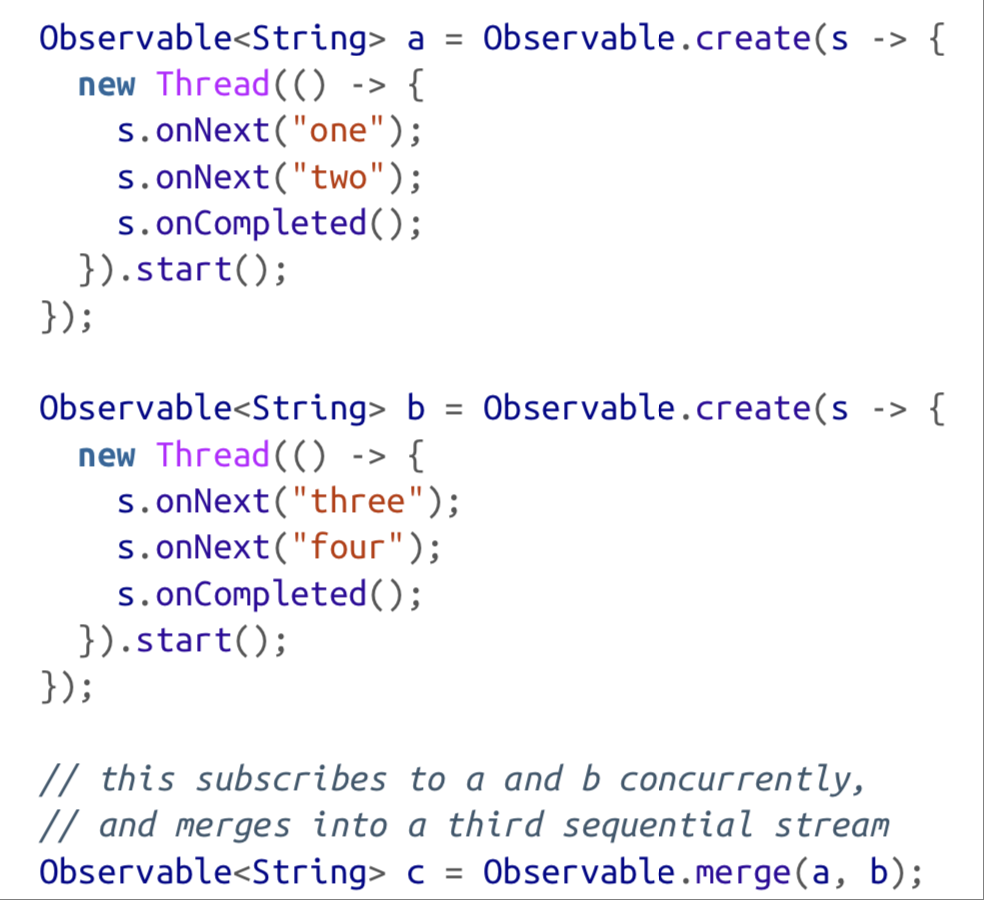 Observable<String> a = Observable.create(s -> {
  new Thread(() -> {
    s.onNext("one");
    s.onNext("two");
    s.onCompleted();
  }).start();
});

Observable<String> b = Observable.create(s -> {
  new Thread(() -> {
    s.onNext("three");
    s.onNext("four");
    s.onCompleted();
  }).start();
});

// this subscribes to a and b concurrently,
// and merges into a third sequential stream
Observable<String> c = Observable.merge(a, b);